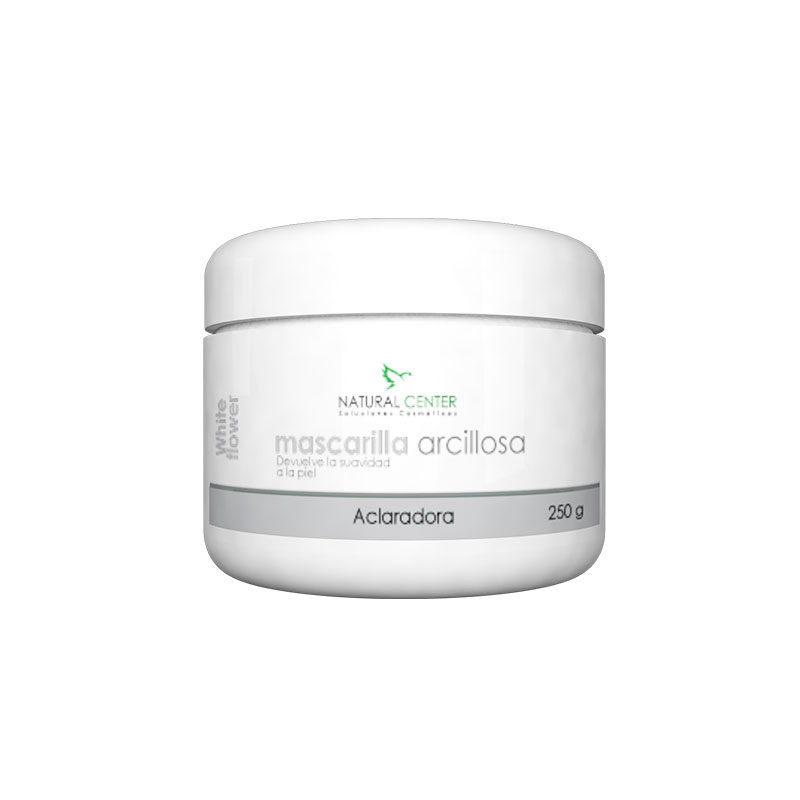 NATURAL CENTER
Soluciones Cosméticas
White
flower
mascarilla arcillosa
Devuelve la suavidad
a la piel
Aclaradora 250 g